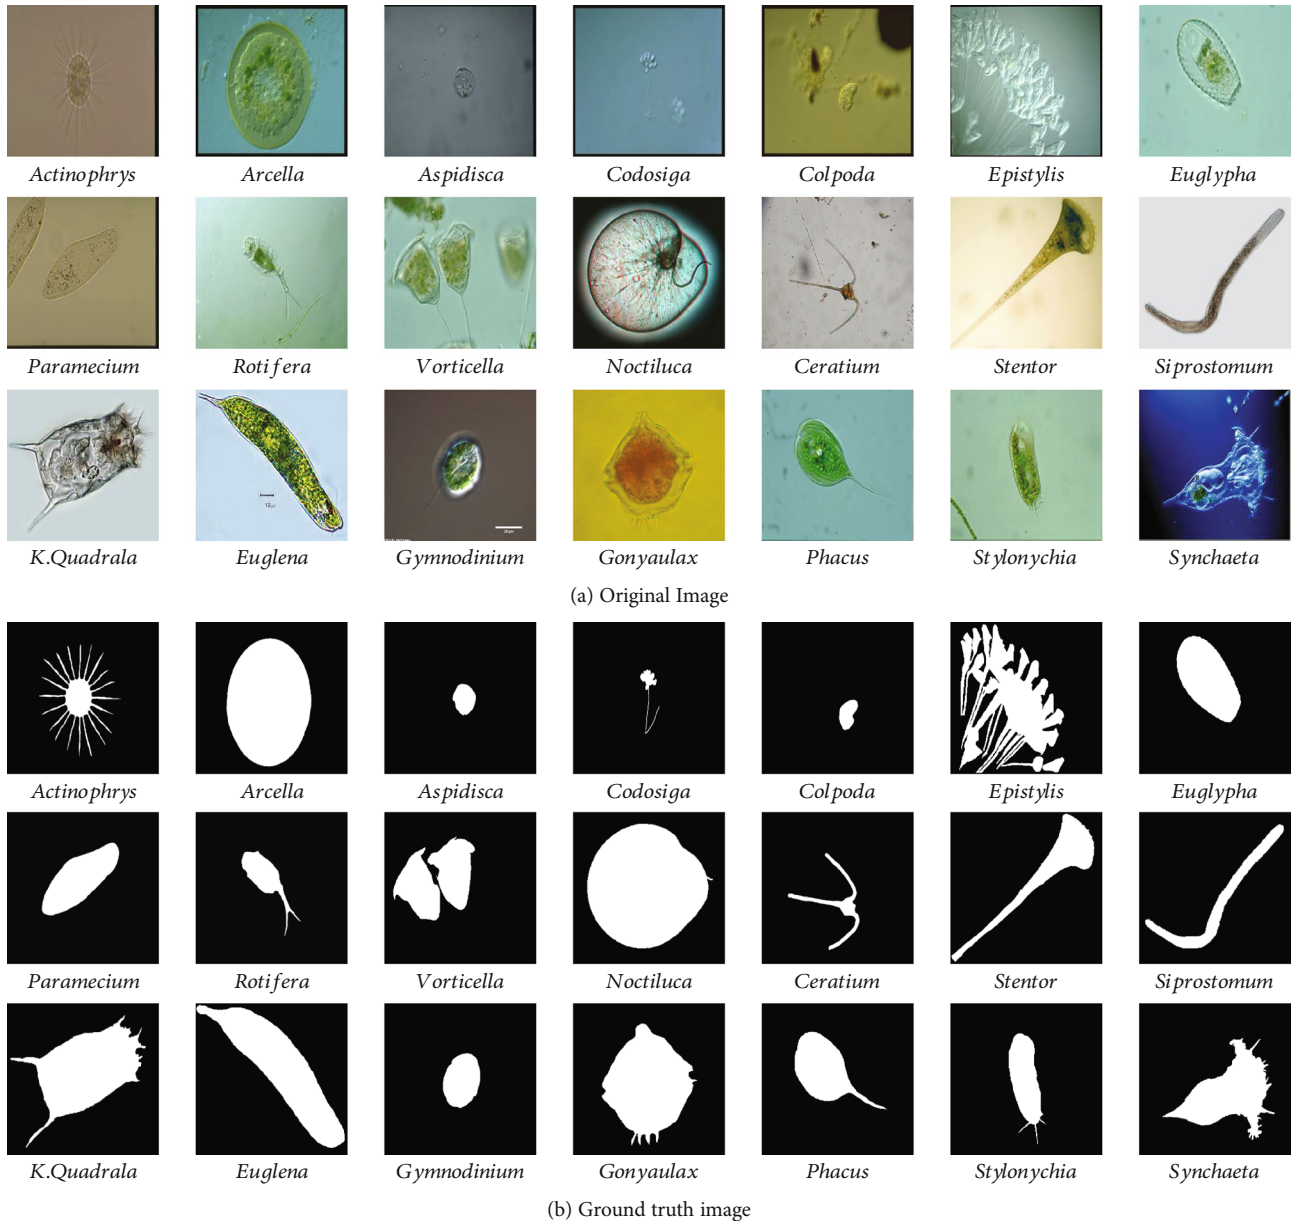 Actinophrys Arcella Aspidisca Codosiga Colpoda Epistylis Euglypha
Paramecium Rotifera Vorticella Noctiluca Ceratium Stentor Siprostomum
10 μ
K.Quadrala Euglena Gymnodinium Gonyaulax Phacus Stylonychia Synchaeta
(a) Original Image
Actinophrys Arcella Aspidisca Codosiga Colpoda Epistylis Euglypha
Paramecium Rotifera Vorticella Noctiluca Ceratium Stentor Siprostomum
K.Quadrala Euglena Gymnodinium Gonyaulax Phacus Stylonychia Synchaeta
(b) Ground truth image